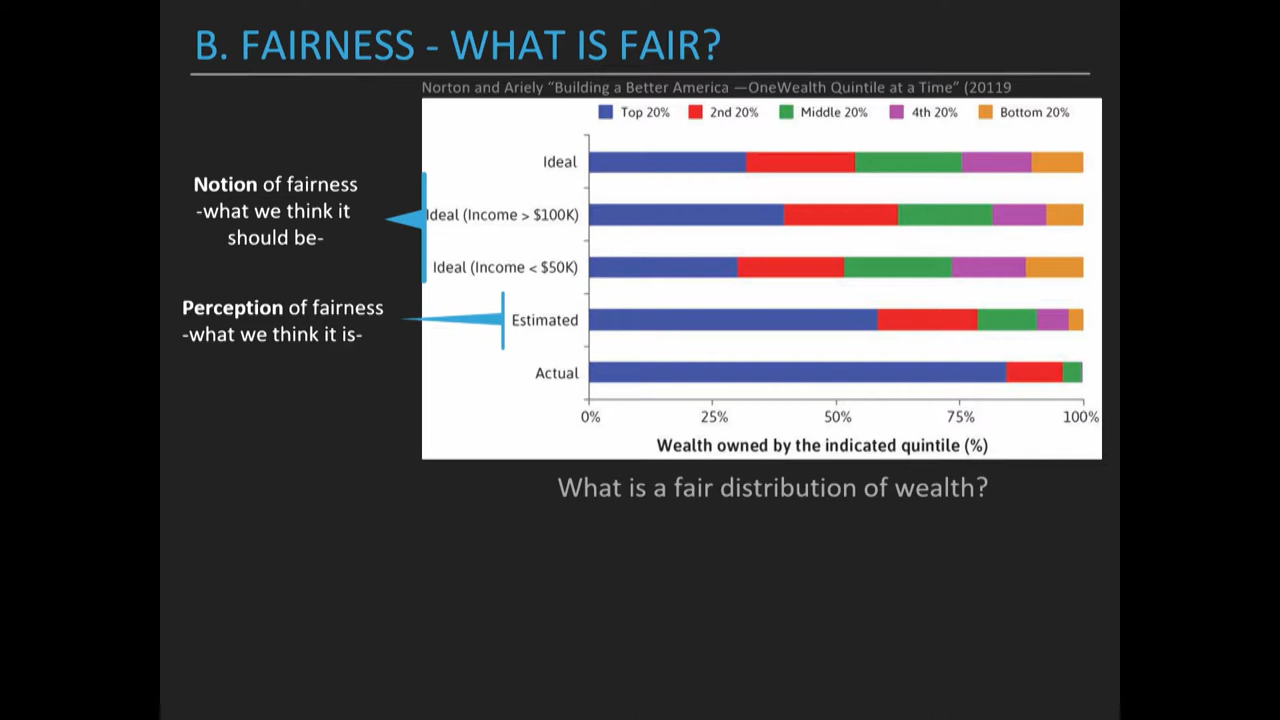 B. FAIRNESS - WHAT IS FAIR?
Norton and Ariely “Building a Better America —OneWealth Quintile at a Time” (20119
Top 20% 2nd 20% Middle 20% 4th 20% Bottom 20%
Notion of fairness
-what we think it
should be-
Perception of fairness
-what we think it is-
Ideal
Ideal (Income > $100K)
Ideal (Income < $50K)
Estimated
Actual
0% 25% 50% 75% 100%
Wealth owned by the indicated quintile (%)
What is a fair distribution of wealth?